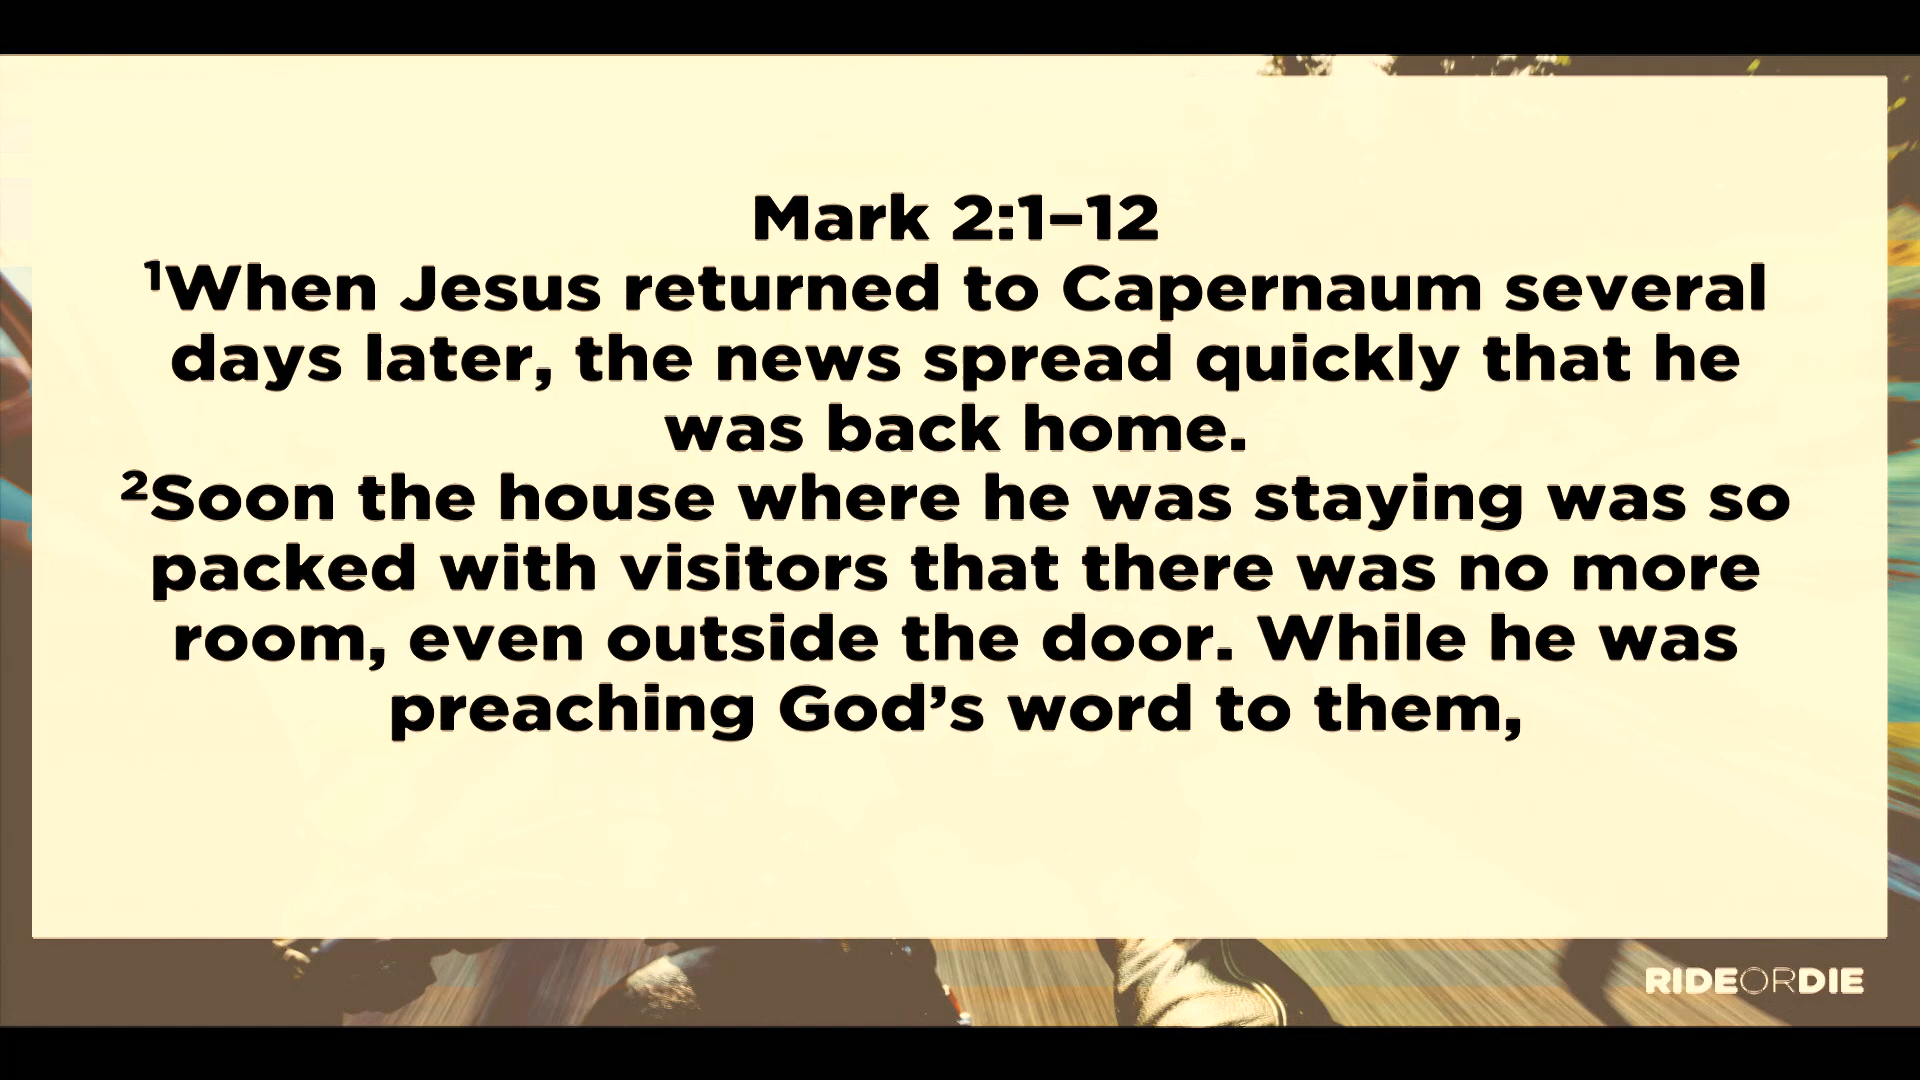 Mark 2:1–12
¹When Jesus returned to Capernaum several
days later, the news spread quickly that he
was back home.
²Soon the house where he was staying was so
packed with visitors that there was no more
room, even outside the door. While he was
preaching God’s word to them,
RIDEORDIE